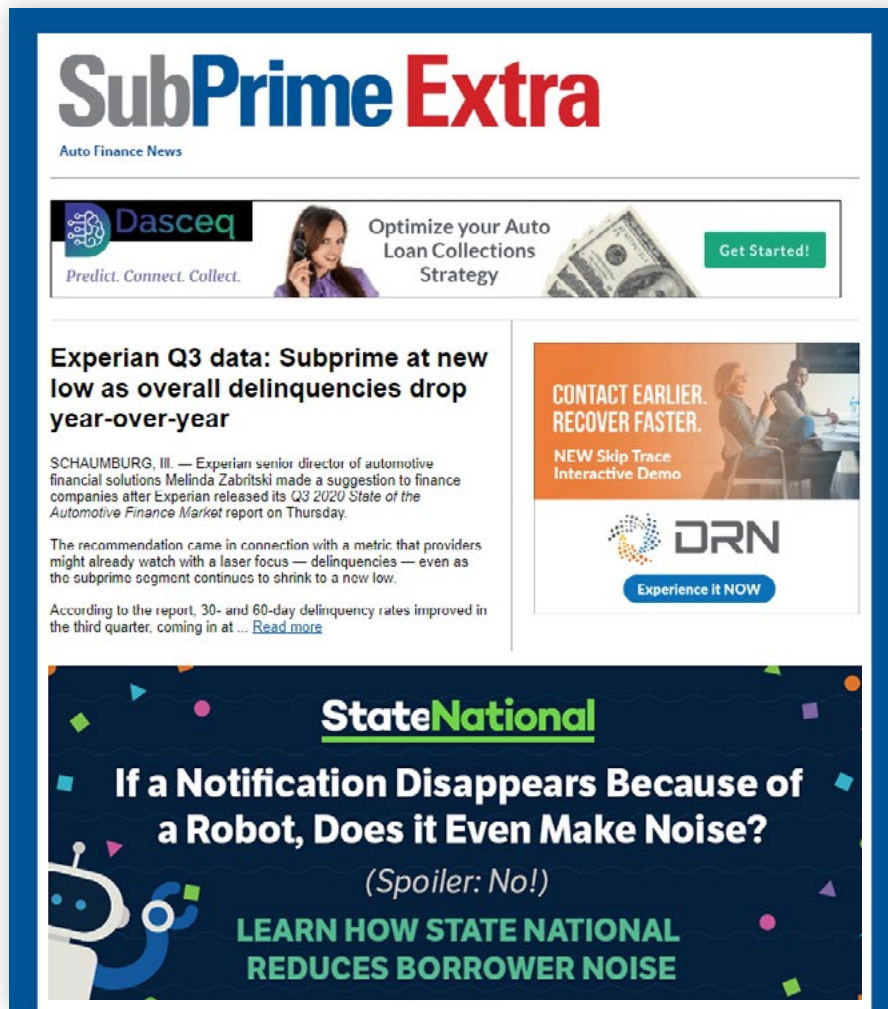 SubPrime Extra
Auto Finance News
Dasceq
Predict. Connect. Collect.
Optimize your Auto
Loan Collections
Strategy
Get Started!
Experian Q3 data: Subprime at new
low as overall delinquencies drop
year-over-year
SCHAUMBURG, Ill. — Experian senior director of automotive
financial solutions Melinda Zabritski made a suggestion to finance
companies after Experian released its Q3 2020 State of the
Automotive Finance Market report on Thursday.
The recommendation came in connection with a metric that providers
might already watch with a laser focus — delinquencies — even as
the subprime segment continues to shrink to a new low.
According to the report, 30- and 60-day delinquency rates improved in
the third quarter, coming in at ... Read more
CONTACT EARLIER.
RECOVER FASTER.
NEW Skip Trace
Interactive Demo
DRN
Experience it NOW
StateNational
If a Notification Disappears Because of
a Robot, Does it Even Make Noise?
(Spoiler: No!)
LEARN HOW STATE NATIONAL
REDUCES BORROWER NOISE